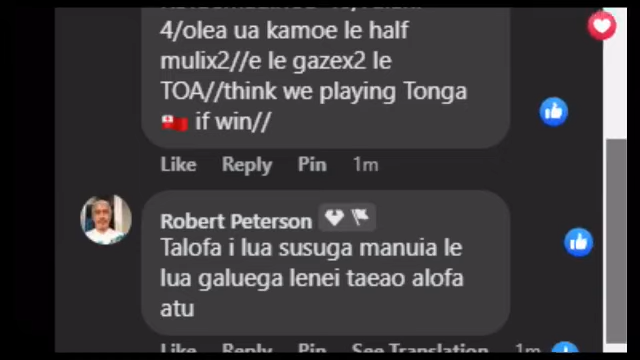 4/olea ua kamoe le half
mulix2//e le gazex2 le
TOA//think we playing Tonga
🇹🇴 if win//
Like Reply Pin 1m
Robert Peterson
Talofa i lua susuga manuia le
lua galuega lenei taeao alofa
atu
Like Reply Pin See Translation 1m